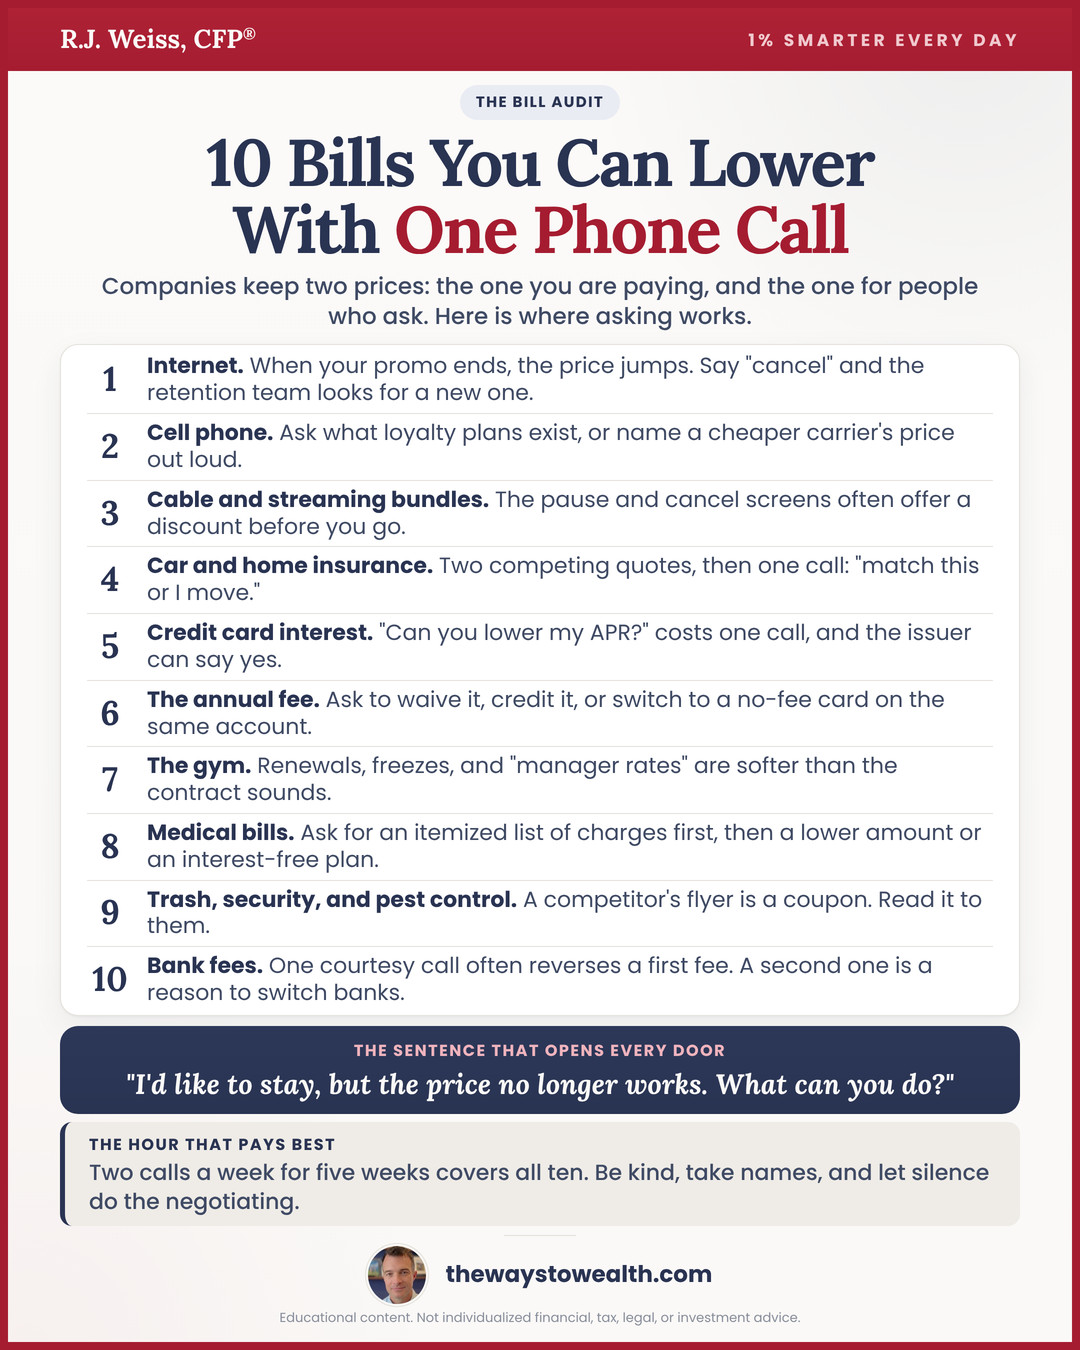 R.J. Weiss, CFP®
1% SMARTER EVERY DAY
THE BILL AUDIT
10 Bills You Can Lower
With One Phone Call
Companies keep two prices: the one you are paying, and the one for people
who ask. Here is where asking works.
1
Internet. When your promo ends, the price jumps. Say "cancel" and the
retention team looks for a new one.
2
Cell phone. Ask what loyalty plans exist, or name a cheaper carrier's price
out loud.
3
Cable and streaming bundles. The pause and cancel screens often offer a
discount before you go.
4
Car and home insurance. Two competing quotes, then one call: "match this
or I move."
5
Credit card interest. "Can you lower my APR?" costs one call, and the issuer
can say yes.
6
The annual fee. Ask to waive it, credit it, or switch to a no-fee card on the
same account.
7
The gym. Renewals, freezes, and "manager rates" are softer than the
contract sounds.
8
Medical bills. Ask for an itemized list of charges first, then a lower amount or
an interest-free plan.
9
Trash, security, and pest control. A competitor's flyer is a coupon. Read it to
them.
10
Bank fees. One courtesy call often reverses a first fee. A second one is a
reason to switch banks.
THE SENTENCE THAT OPENS EVERY DOOR
"I'd like to stay, but the price no longer works. What can you do?"
THE HOUR THAT PAYS BEST
Two calls a week for five weeks covers all ten. Be kind, take names, and let silence
do the negotiating.
thewaystowealth.com
Educational content. Not individualized financial, tax, legal, or investment advice.